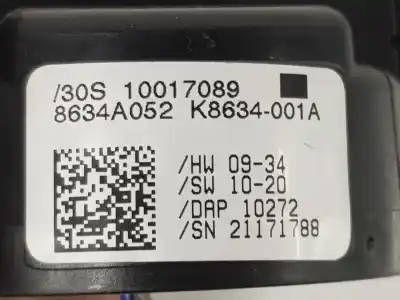 /30S 10017089
8634A052 K8634-001A
/HW 09-34
/SW 10-20
/DAP 10272
/SN 21171788